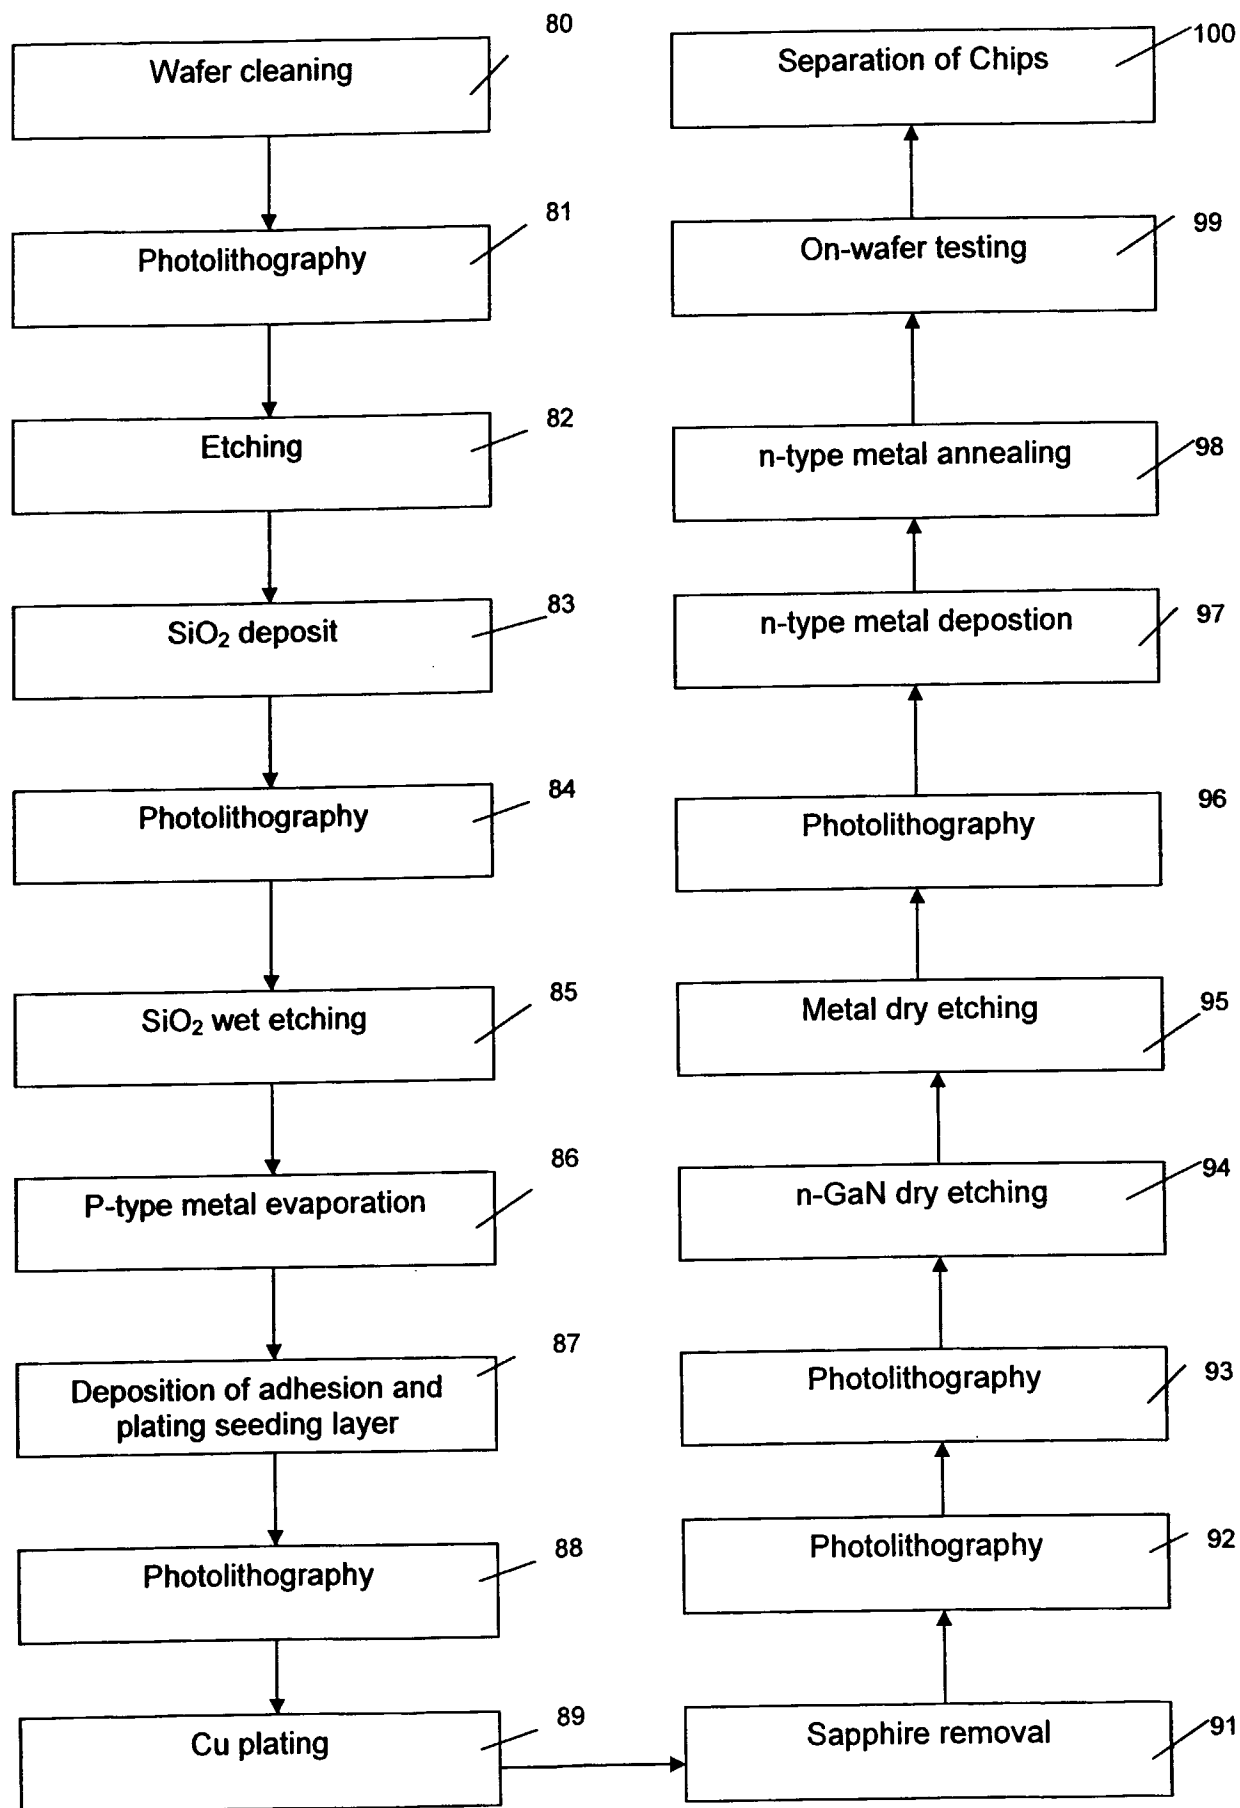 80
Wafer cleaning
81
Photolithography
82
Etching
83
SiO₂ deposit
84
Photolithography
85
SiO₂ wet etching
86
P-type metal evaporation
87
Deposition of adhesion and
plating seeding layer
88
Photolithography
89
Cu plating
91
Sapphire removal
92
Photolithography
93
Photolithography
94
n-GaN dry etching
95
Metal dry etching
96
Photolithography
97
n-type metal depostion
98
n-type metal annealing
99
On-wafer testing
100
Separation of Chips